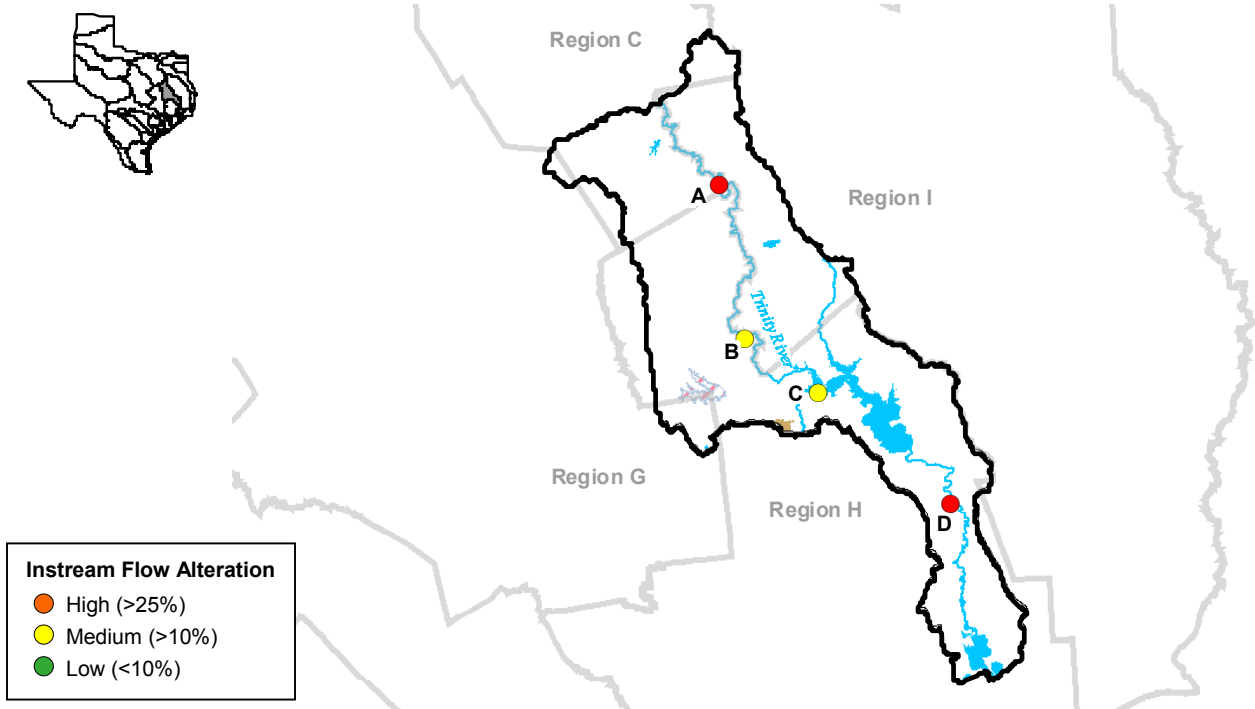 Region C
Region I
A
Trinity River
B
C
Region G
Region H
D
Instream Flow Alteration
High (>25%)
Medium (>10%)
Low (<10%)